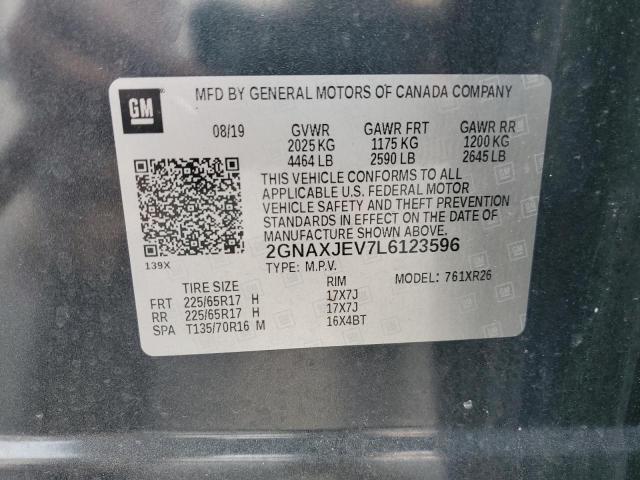 GM
MFD BY GENERAL MOTORS OF CANADA COMPANY
08/19 GVWR GAWR FRT GAWR RR
2025 KG 1175 KG 1200 KG
4464 LB 2590 LB 2645 LB
THIS VEHICLE CONFORMS TO ALL
APPLICABLE U.S. FEDERAL MOTOR
VEHICLE SAFETY AND THEFT PREVENTION
STANDARDS IN EFFECT ON THE DATE OF
MANUFACTURE SHOWN ABOVE.
139X
2GNAXJEV7L6123596
TYPE: M.P.V. MODEL: 761XR26
TIRE SIZE RIM
FRT 225/65R17 H 17X7J
RR 225/65R17 H 17X7J
SPA T135/70R16 M 16X4BT